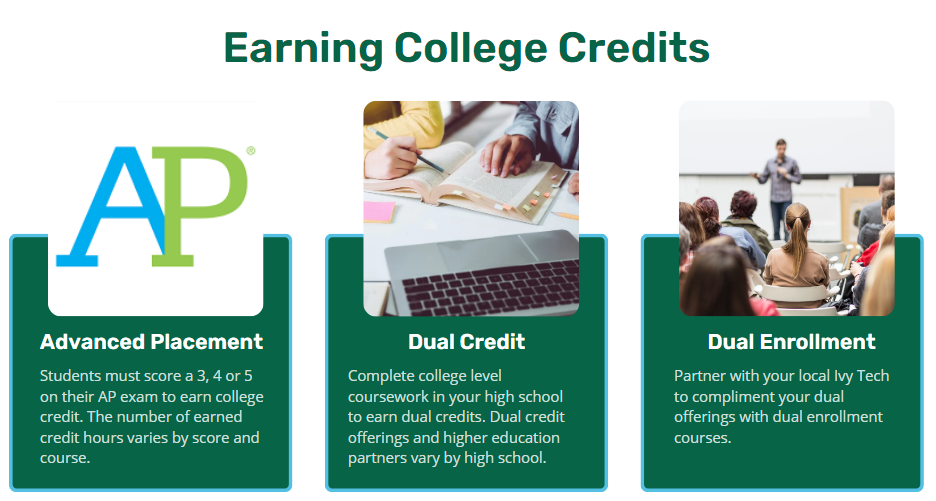 Earning College Credits
AP®
Advanced Placement
Students must score a 3, 4 or 5
on their AP exam to earn college
credit. The number of earned
credit hours varies by score and
course.
Dual Credit
Complete college level
coursework in your high school
to earn dual credits. Dual credit
offerings and higher education
partners vary by high school.
Dual Enrollment
Partner with your local Ivy Tech
to compliment your dual
offerings with dual enrollment
courses.